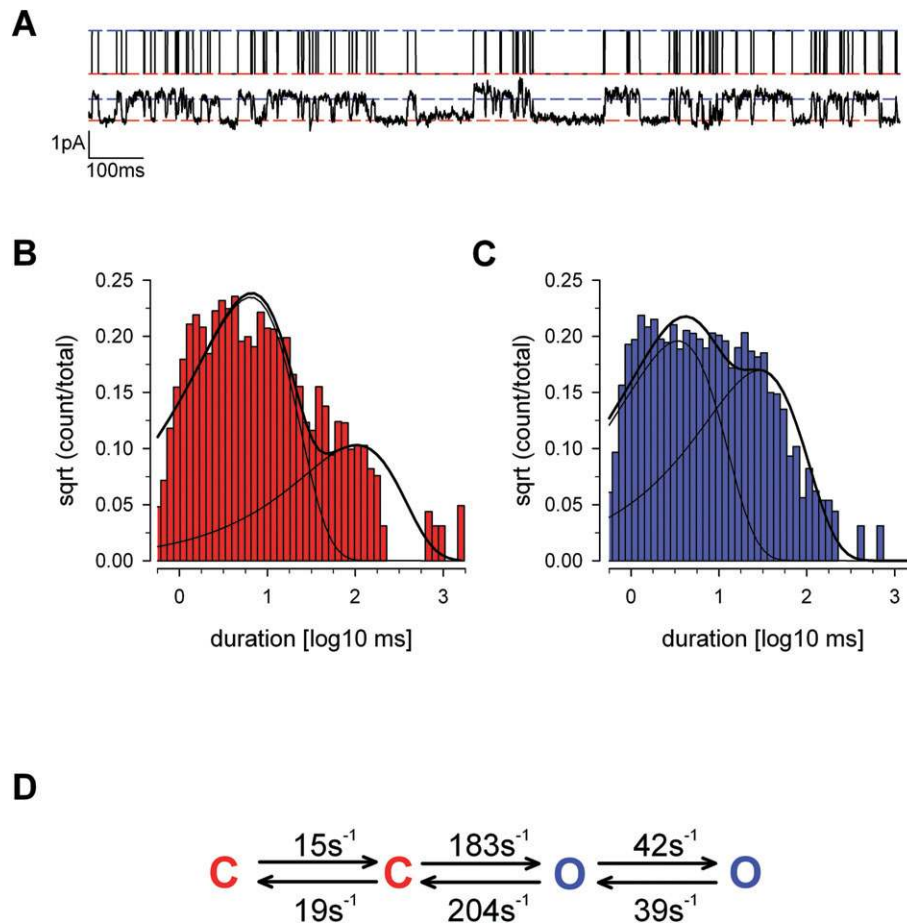 A
1pA
100ms
B
C
0.25
0.20
0.15
0.10
0.05
0.00
sqrt (count/total)
0 1 2 3
duration [log10 ms]
0.25
0.20
0.15
0.10
0.05
0.00
sqrt (count/total)
0 1 2 3
duration [log10 ms]
D
15s⁻¹ 183s⁻¹ 42s⁻¹
C C O O
19s⁻¹ 204s⁻¹ 39s⁻¹